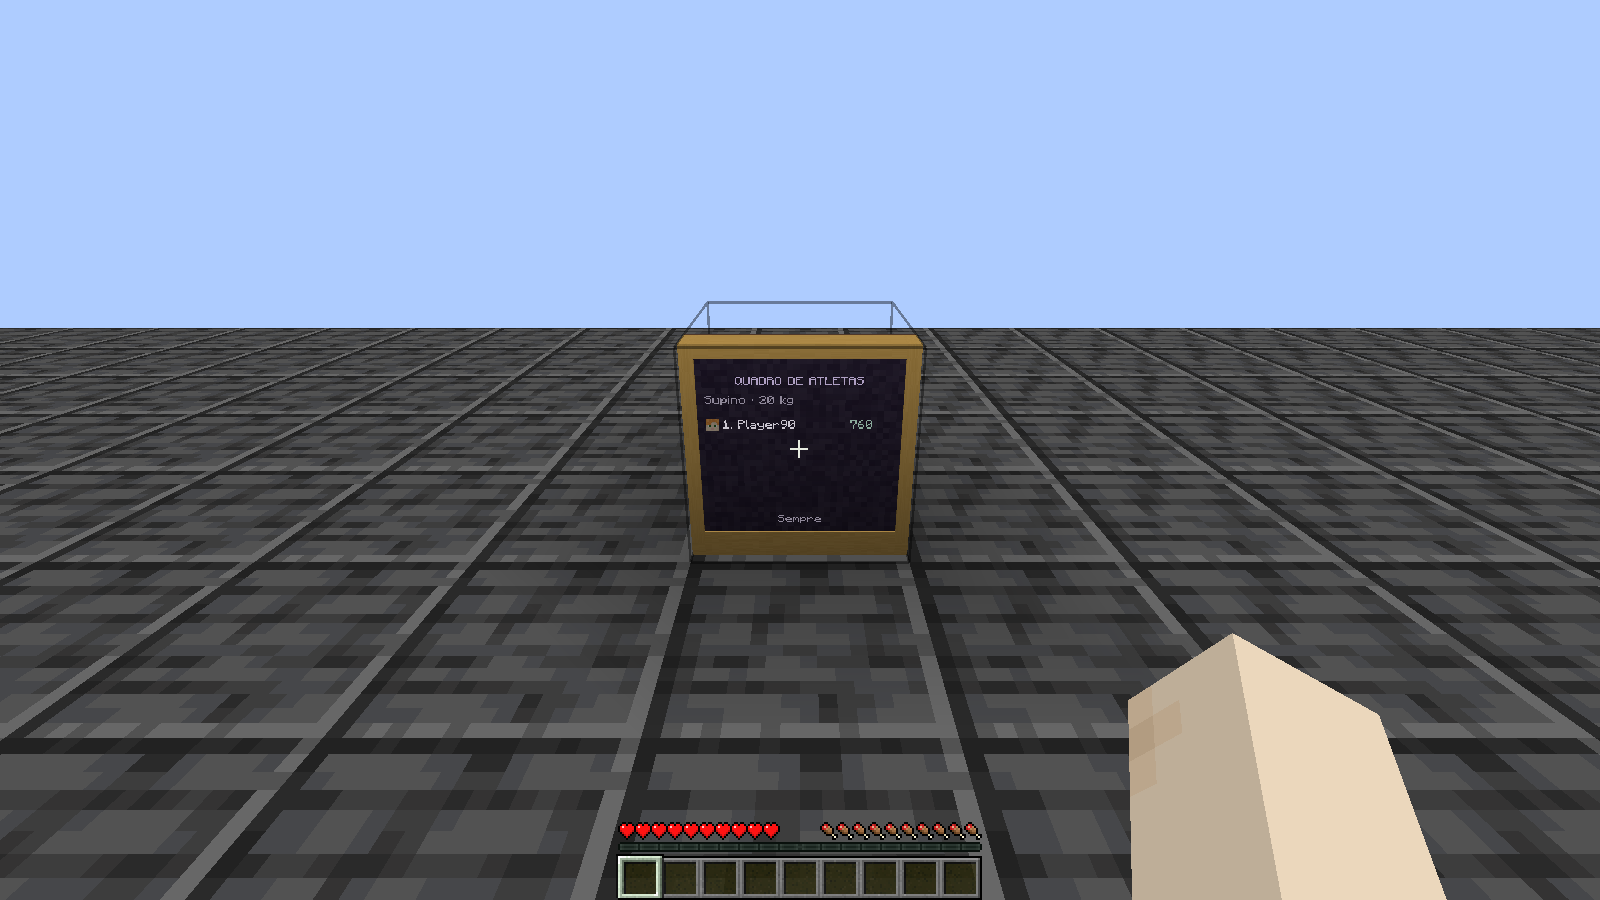 QUADRO DE ATLETAS
Supino · 20 kg
1. Player90 760
Sempre